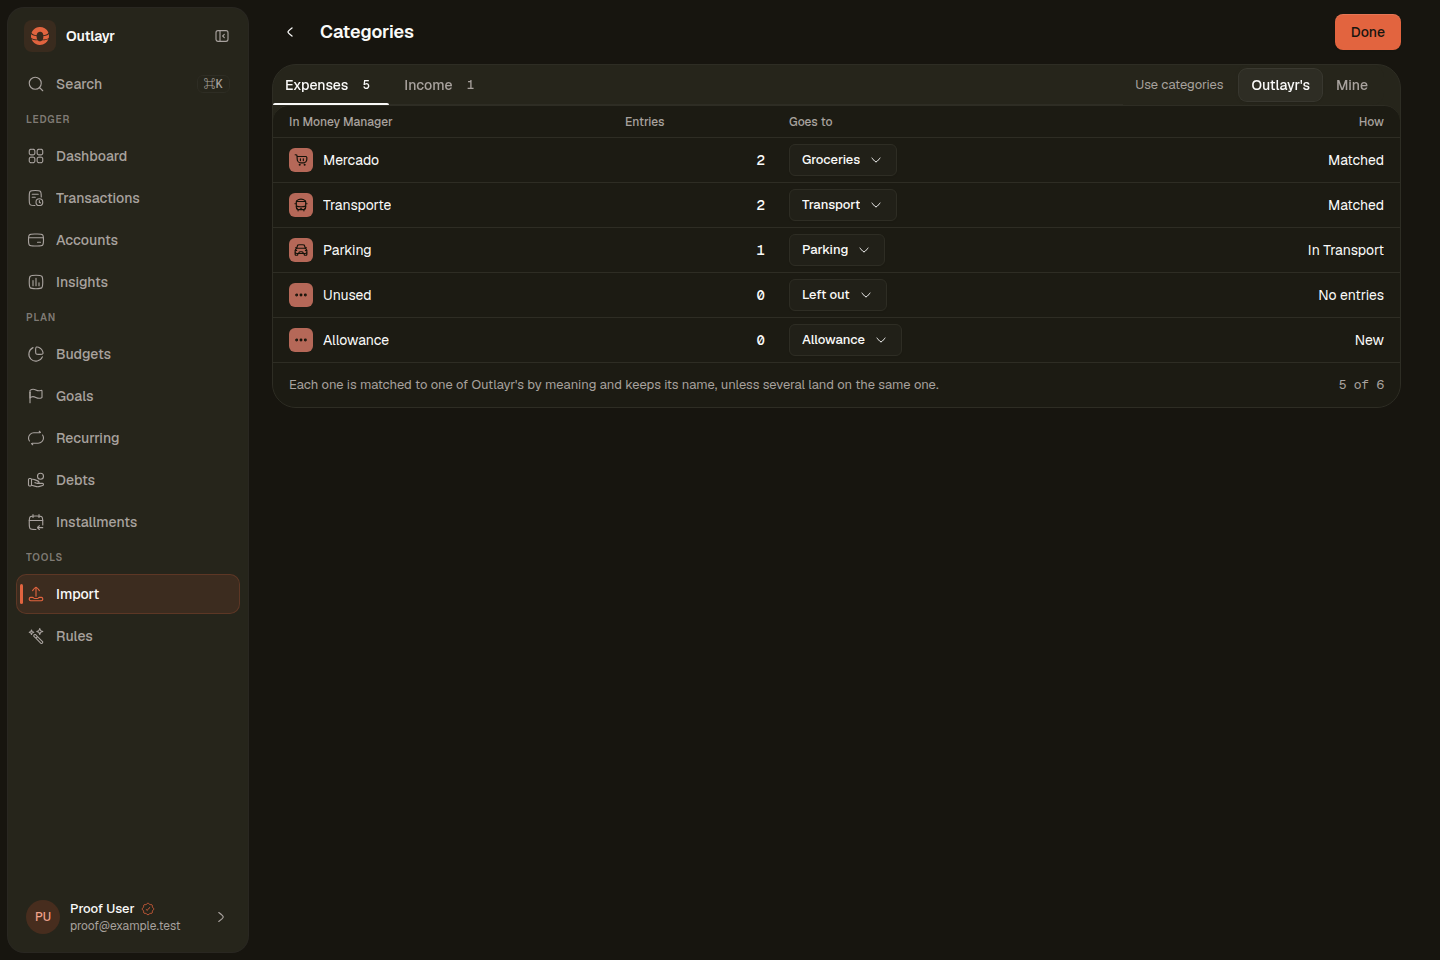 Outlayr
Search ⌘K
LEDGER
Dashboard
Transactions
Accounts
Insights
PLAN
Budgets
Goals
Recurring
Debts
Installments
TOOLS
Import
Rules
PU
Proof User
proof@example.test
Categories
Done
Expenses 5 Income 1 Use categories Outlayr's Mine
In Money Manager Entries Goes to How
Mercado 2 Groceries Matched
Transporte 2 Transport Matched
Parking 1 Parking In Transport
Unused 0 Left out No entries
Allowance 0 Allowance New
Each one is matched to one of Outlayr's by meaning and keeps its name, unless several land on the same one. 5 of 6